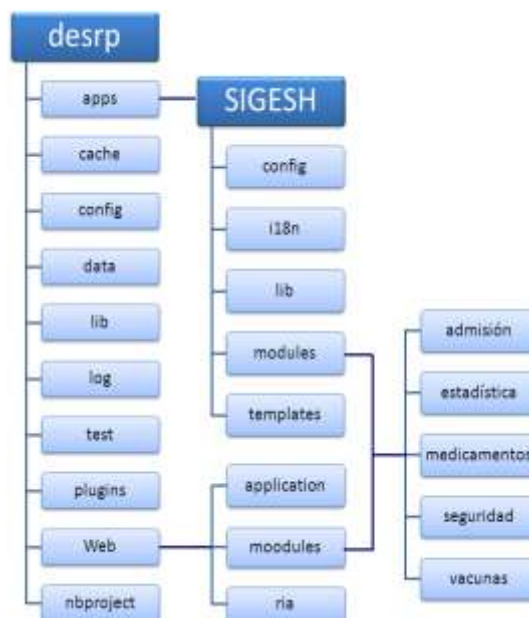 desrp
apps
cache
config
data
lib
log
test
plugins
Web
nbproject
SIGESH
config
i18n
lib
modules
templates
application
moodules
ria
admisión
estadística
medicamentos
seguridad
vacunas